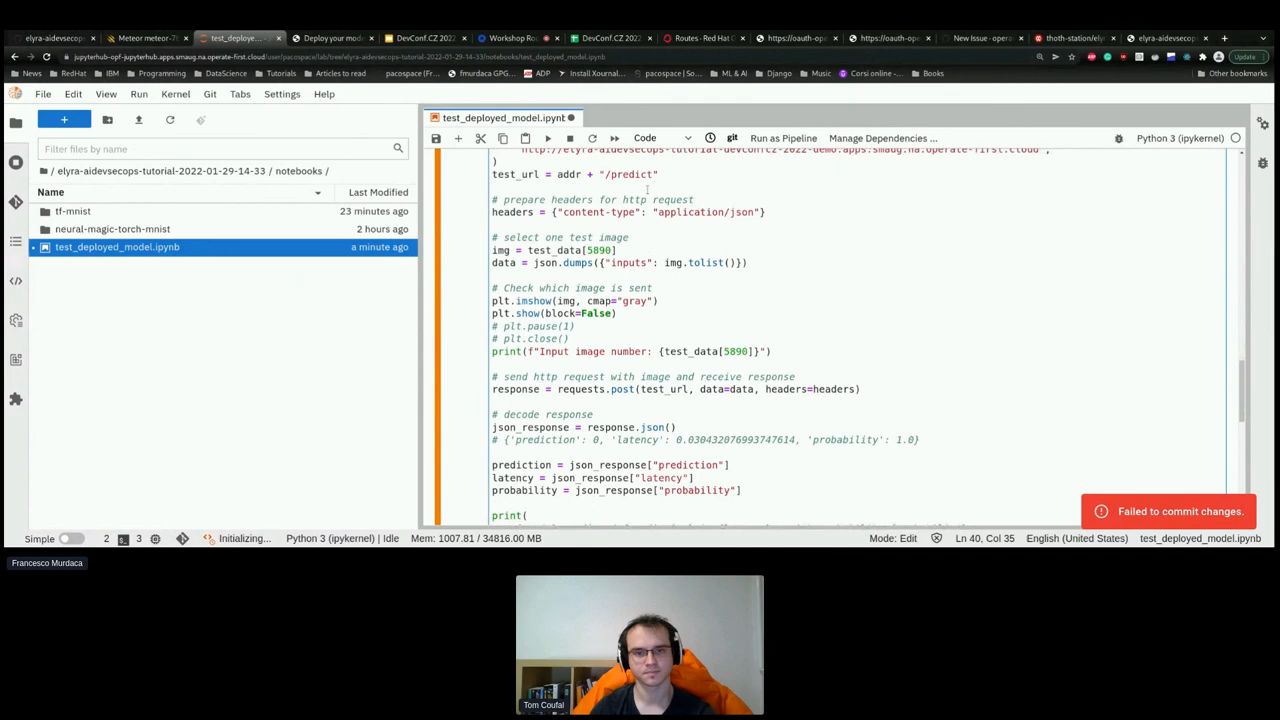 elyra-aidevsecops
Meteor meteor-7b
test_deploye...
Deploy your mode
DevConf.CZ 2022
Workshop Ro
DevConf.CZ 2022
Routes · Red Hat C
https://oauth-ope
https://oauth-ope
New Issue · opera
thoth-station/ely
elyra-aidevsecops
jupyterhub-opf-jupyterhub.apps.smaug.na.operate-first.cloud/user/pacospace/lab/tree/elyra-aidevsecops-tutorial-2022-01-29-14-33/notebooks/test_deployed_model.ipynb
Update
News RedHat IBM Programming DataScience Tutorials Articles to read pacospace (Fr... fmurdaca GPG... ADP Install Xournal... pacospace | So... ML & AI Django Music Corsi online-... Books Other bookmarks
File Edit View Run Kernel Git Tabs Settings Help
test_deployed_model.ipynb
Code
git
Run as Pipeline
Manage Dependencies ...
Python 3 (ipykernel)
Filter files by name
/ elyra-aidevsecops-tutorial-2022-01-29-14-33 / notebooks /
Name Last Modified
tf-mnist 23 minutes ago
neural-magic-torch-mnist 2 hours ago
test_deployed_model.ipynb a minute ago
"http://elyra-aidevsecops-tutorial-devconfcz-2022-demo.apps.smaug.na.operate-first.cloud",
)
test_url = addr + "/predict"
# prepare headers for http request
headers = {"content-type": "application/json"}
# select one test image
img = test_data[5890]
data = json.dumps({"inputs": img.tolist()})
# Check which image is sent
plt.imshow(img, cmap="gray")
plt.show(block=False)
# plt.pause(1)
# plt.close()
print(f"Input image number: {test_data[5890]}")
# send http request with image and receive response
response = requests.post(test_url, data=data, headers=headers)
# decode response
json_response = response.json()
# {'prediction': 0, 'latency': 0.030432076993747614, 'probability': 1.0}
prediction = json_response["prediction"]
latency = json_response["latency"]
probability = json_response["probability"]
print(
Failed to commit changes.
Simple 2 3 Initializing... Python 3 (ipykernel) | Idle Mem: 1007.81 / 34816.00 MB Mode: Edit Ln 40, Col 35 English (United States) test_deployed_model.ipynb
Francesco Murdaca
Tom Coufal